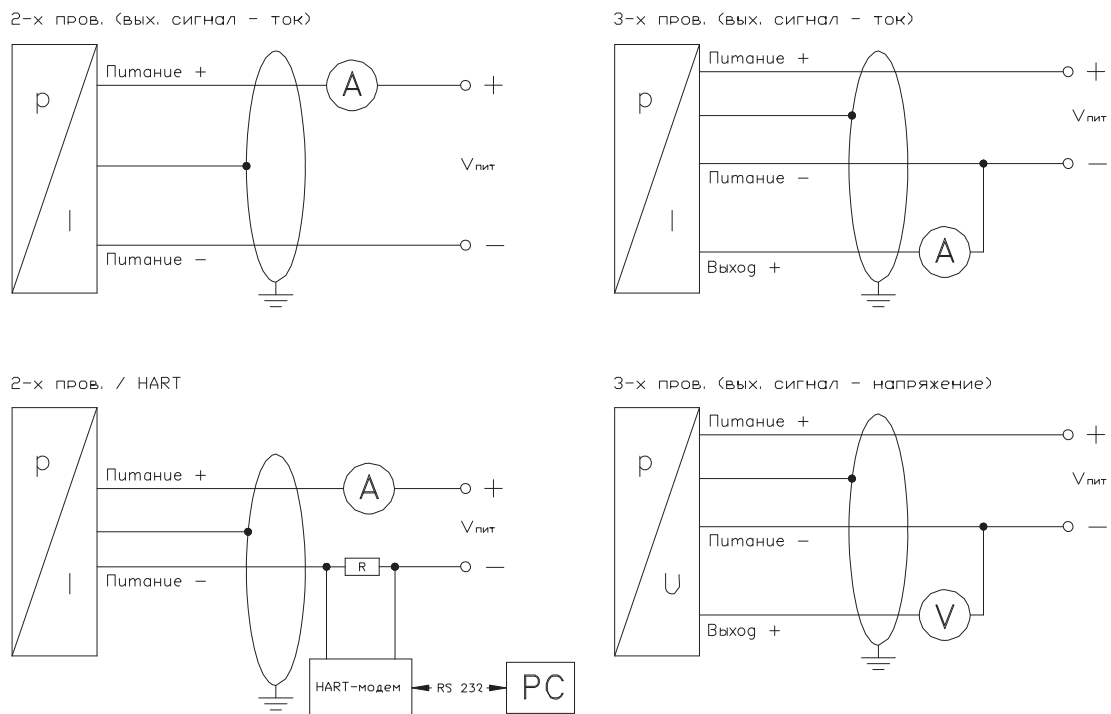 2-х пров. (вых. сигнал - ток)
p
I
Питание +
A
+
Vпит
Питание -
-
3-х пров. (вых. сигнал - ток)
p
I
Питание +
+
Vпит
Питание -
-
A
Выход +
2-х пров. / HART
p
I
Питание +
A
+
Vпит
Питание -
R
-
HART-модем
RS 232
PC
3-х пров. (вых. сигнал - напряжение)
p
U
Питание +
+
Vпит
Питание -
-
V
Выход +